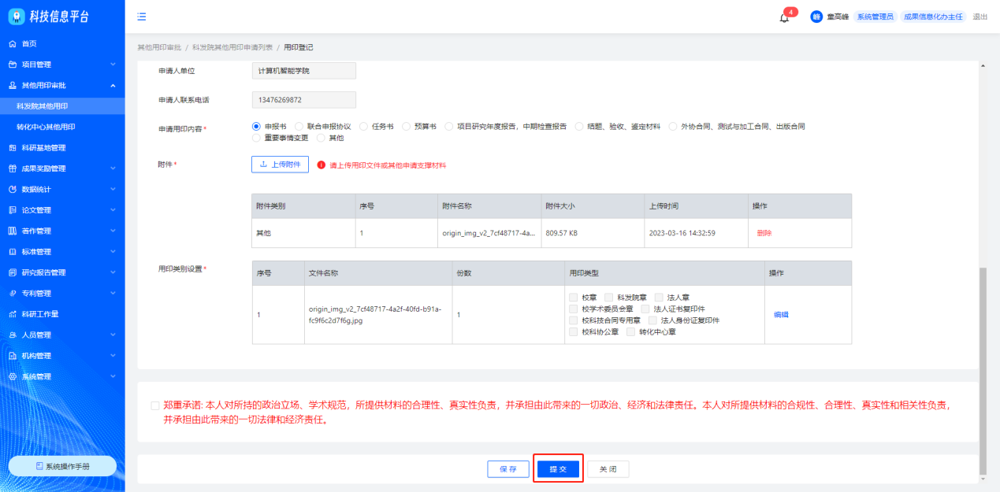 科技信息平台
4
峰 童高峰 系统管理员 成果信息化办主任 退出
首页
项目管理
其他用印审批
科发院其他用印
转化中心其他用印
科研基地管理
成果奖励管理
数据统计
论文管理
著作管理
标准管理
研究报告管理
专利管理
科研工作量
人员管理
机构管理
系统管理
系统操作手册
其他用印审批 / 科发院其他用印申请列表 / 用印登记
申请人单位 计算机智能学院
申请人联系电话 13476269872
申请用印内容* 申报书 联合申报协议 任务书 预算书 项目研究年度报告，中期检查报告 结题、验收、鉴定材料 外协合同、测试与加工合同、出版合同
重要事情变更 其他
附件* 上传附件 请上传用印文件或其他申请支撑材料
附件类别 序号 附件名称 附件大小 上传时间 操作
其他 1 origin_img_v2_7cf48717-4a... 809.57 KB 2023-03-16 14:32:59 删除
用印类别设置*
序号 文件名称 份数 用印类型 操作
1 origin_img_v2_7cf48717-4a2f-40fd-b91a-
fc9f6c2d7f6g.jpg
1
校章 科发院章 法人章
校学术委员会章 法人证书复印件
校科技合同专用章 法人身份证复印件
校科协公章 转化中心章
编辑
郑重承诺: 本人对所持的政治立场、学术规范，所提供材料的合理性、真实性负责，并承担由此带来的一切政治、经济和法律责任。本人对所提供材料的合规性、合理性、真实性和相关性负责，
并承担由此带来的一切法律和经济责任。
保存 提交 关闭